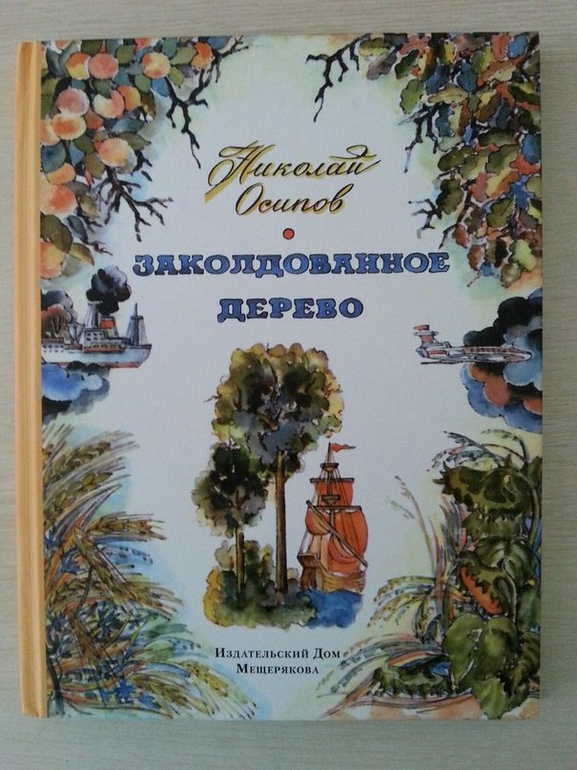 Николай
Осипов
ЗАКОЛДОВАННОЕ
ДЕРЕВО
Издательский Дом
Мещерякова